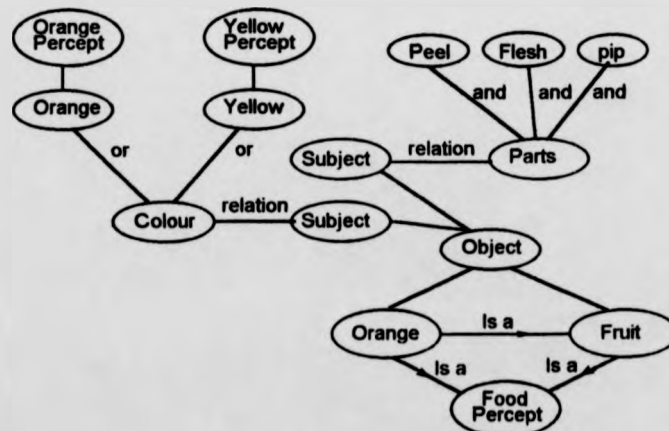 Orange Percept
Yellow Percept
Peel
Flesh
pip
and
and
and
Orange
Yellow
or
or
Subject
relation
Parts
Colour
relation
Subject
Object
Orange
Is a
Fruit
Is a
Is a
Food Percept